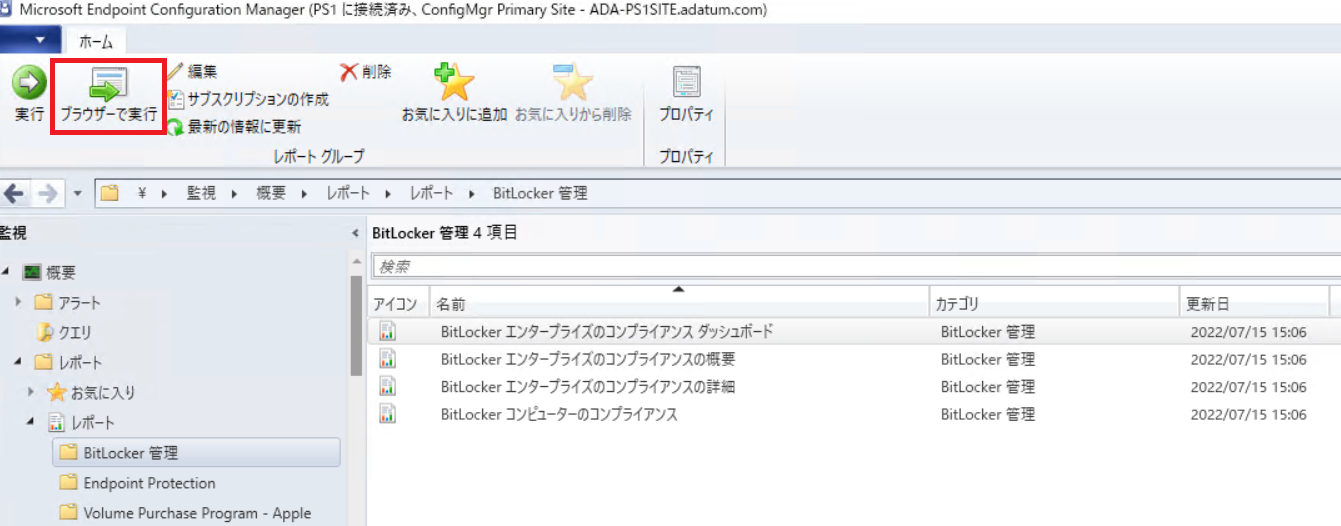 Microsoft Endpoint Configuration Manager (PS1 に接続済み、ConfigMgr Primary Site - ADA-PS1SITE.adatum.com)
ホーム
実行
ブラウザーで実行
編集
サブスクリプションの作成
最新の情報に更新
削除
お気に入りに追加
お気に入りから削除
プロパティ
レポート グループ
プロパティ
¥ 監視 概要 レポート レポート BitLocker 管理
監視
概要
アラート
クエリ
レポート
お気に入り
レポート
BitLocker 管理
Endpoint Protection
Volume Purchase Program - Apple
BitLocker 管理 4 項目
検索
アイコン 名前 カテゴリ 更新日
BitLocker エンタープライズのコンプライアンス ダッシュボード BitLocker 管理 2022/07/15 15:06
BitLocker エンタープライズのコンプライアンスの概要 BitLocker 管理 2022/07/15 15:06
BitLocker エンタープライズのコンプライアンスの詳細 BitLocker 管理 2022/07/15 15:06
BitLocker コンピューターのコンプライアンス BitLocker 管理 2022/07/15 15:06